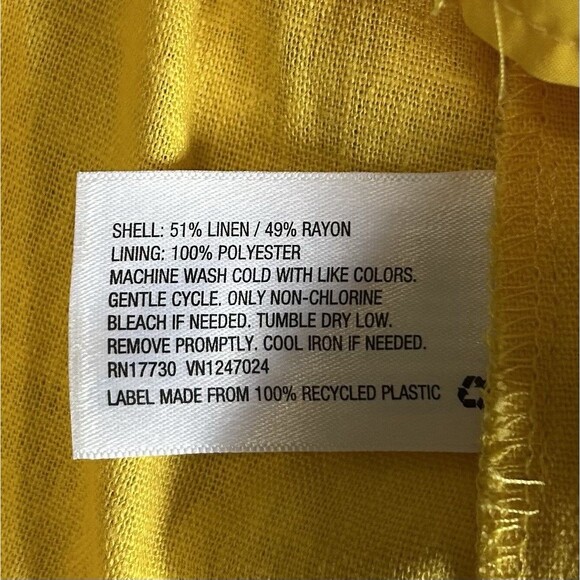 SHELL: 51% LINEN / 49% RAYON
LINING: 100% POLYESTER
MACHINE WASH COLD WITH LIKE COLORS.
GENTLE CYCLE, ONLY NON-CHLORINE
BLEACH IF NEEDED. TUMBLE DRY LOW.
REMOVE PROMPTLY. COOL IRON IF NEEDED.
RN17730 VN1247024
LABEL MADE FROM 100% RECYCLED PLASTIC